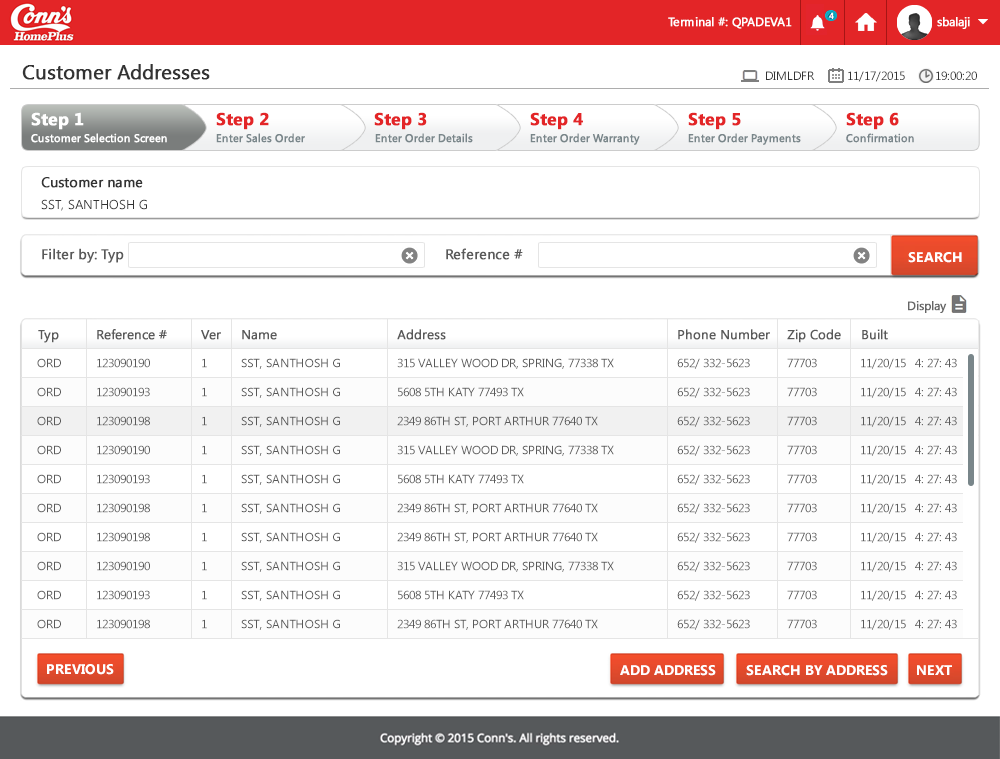 Conn's
HomePlus
Terminal #: QPADEVA1
4
sbalaji
Customer Addresses
DIMLDFR 11/17/2015 19:00:20
Step 1 Step 2 Step 3 Step 4 Step 5 Step 6
Customer Selection Screen Enter Sales Order Enter Order Details Enter Order Warranty Enter Order Payments Confirmation
Customer name
SST, SANTHOSH G
Filter by: Typ Reference # SEARCH
Display
Typ Reference # Ver Name Address Phone Number Zip Code Built
ORD 123090190 1 SST, SANTHOSH G 315 VALLEY WOOD DR, SPRING, 77338 TX 652/ 332-5623 77703 11/20/15 4: 27: 43
ORD 123090193 1 SST, SANTHOSH G 5608 5TH KATY 77493 TX 652/ 332-5623 77703 11/20/15 4: 27: 43
ORD 123090198 1 SST, SANTHOSH G 2349 86TH ST, PORT ARTHUR 77640 TX 652/ 332-5623 77703 11/20/15 4: 27: 43
ORD 123090190 1 SST, SANTHOSH G 315 VALLEY WOOD DR, SPRING, 77338 TX 652/ 332-5623 77703 11/20/15 4: 27: 43
ORD 123090193 1 SST, SANTHOSH G 5608 5TH KATY 77493 TX 652/ 332-5623 77703 11/20/15 4: 27: 43
ORD 123090198 1 SST, SANTHOSH G 2349 86TH ST, PORT ARTHUR 77640 TX 652/ 332-5623 77703 11/20/15 4: 27: 43
ORD 123090198 1 SST, SANTHOSH G 2349 86TH ST, PORT ARTHUR 77640 TX 652/ 332-5623 77703 11/20/15 4: 27: 43
ORD 123090190 1 SST, SANTHOSH G 315 VALLEY WOOD DR, SPRING, 77338 TX 652/ 332-5623 77703 11/20/15 4: 27: 43
ORD 123090193 1 SST, SANTHOSH G 5608 5TH KATY 77493 TX 652/ 332-5623 77703 11/20/15 4: 27: 43
ORD 123090198 1 SST, SANTHOSH G 2349 86TH ST, PORT ARTHUR 77640 TX 652/ 332-5623 77703 11/20/15 4: 27: 43
PREVIOUS ADD ADDRESS SEARCH BY ADDRESS NEXT
Copyright © 2015 Conn's. All rights reserved.